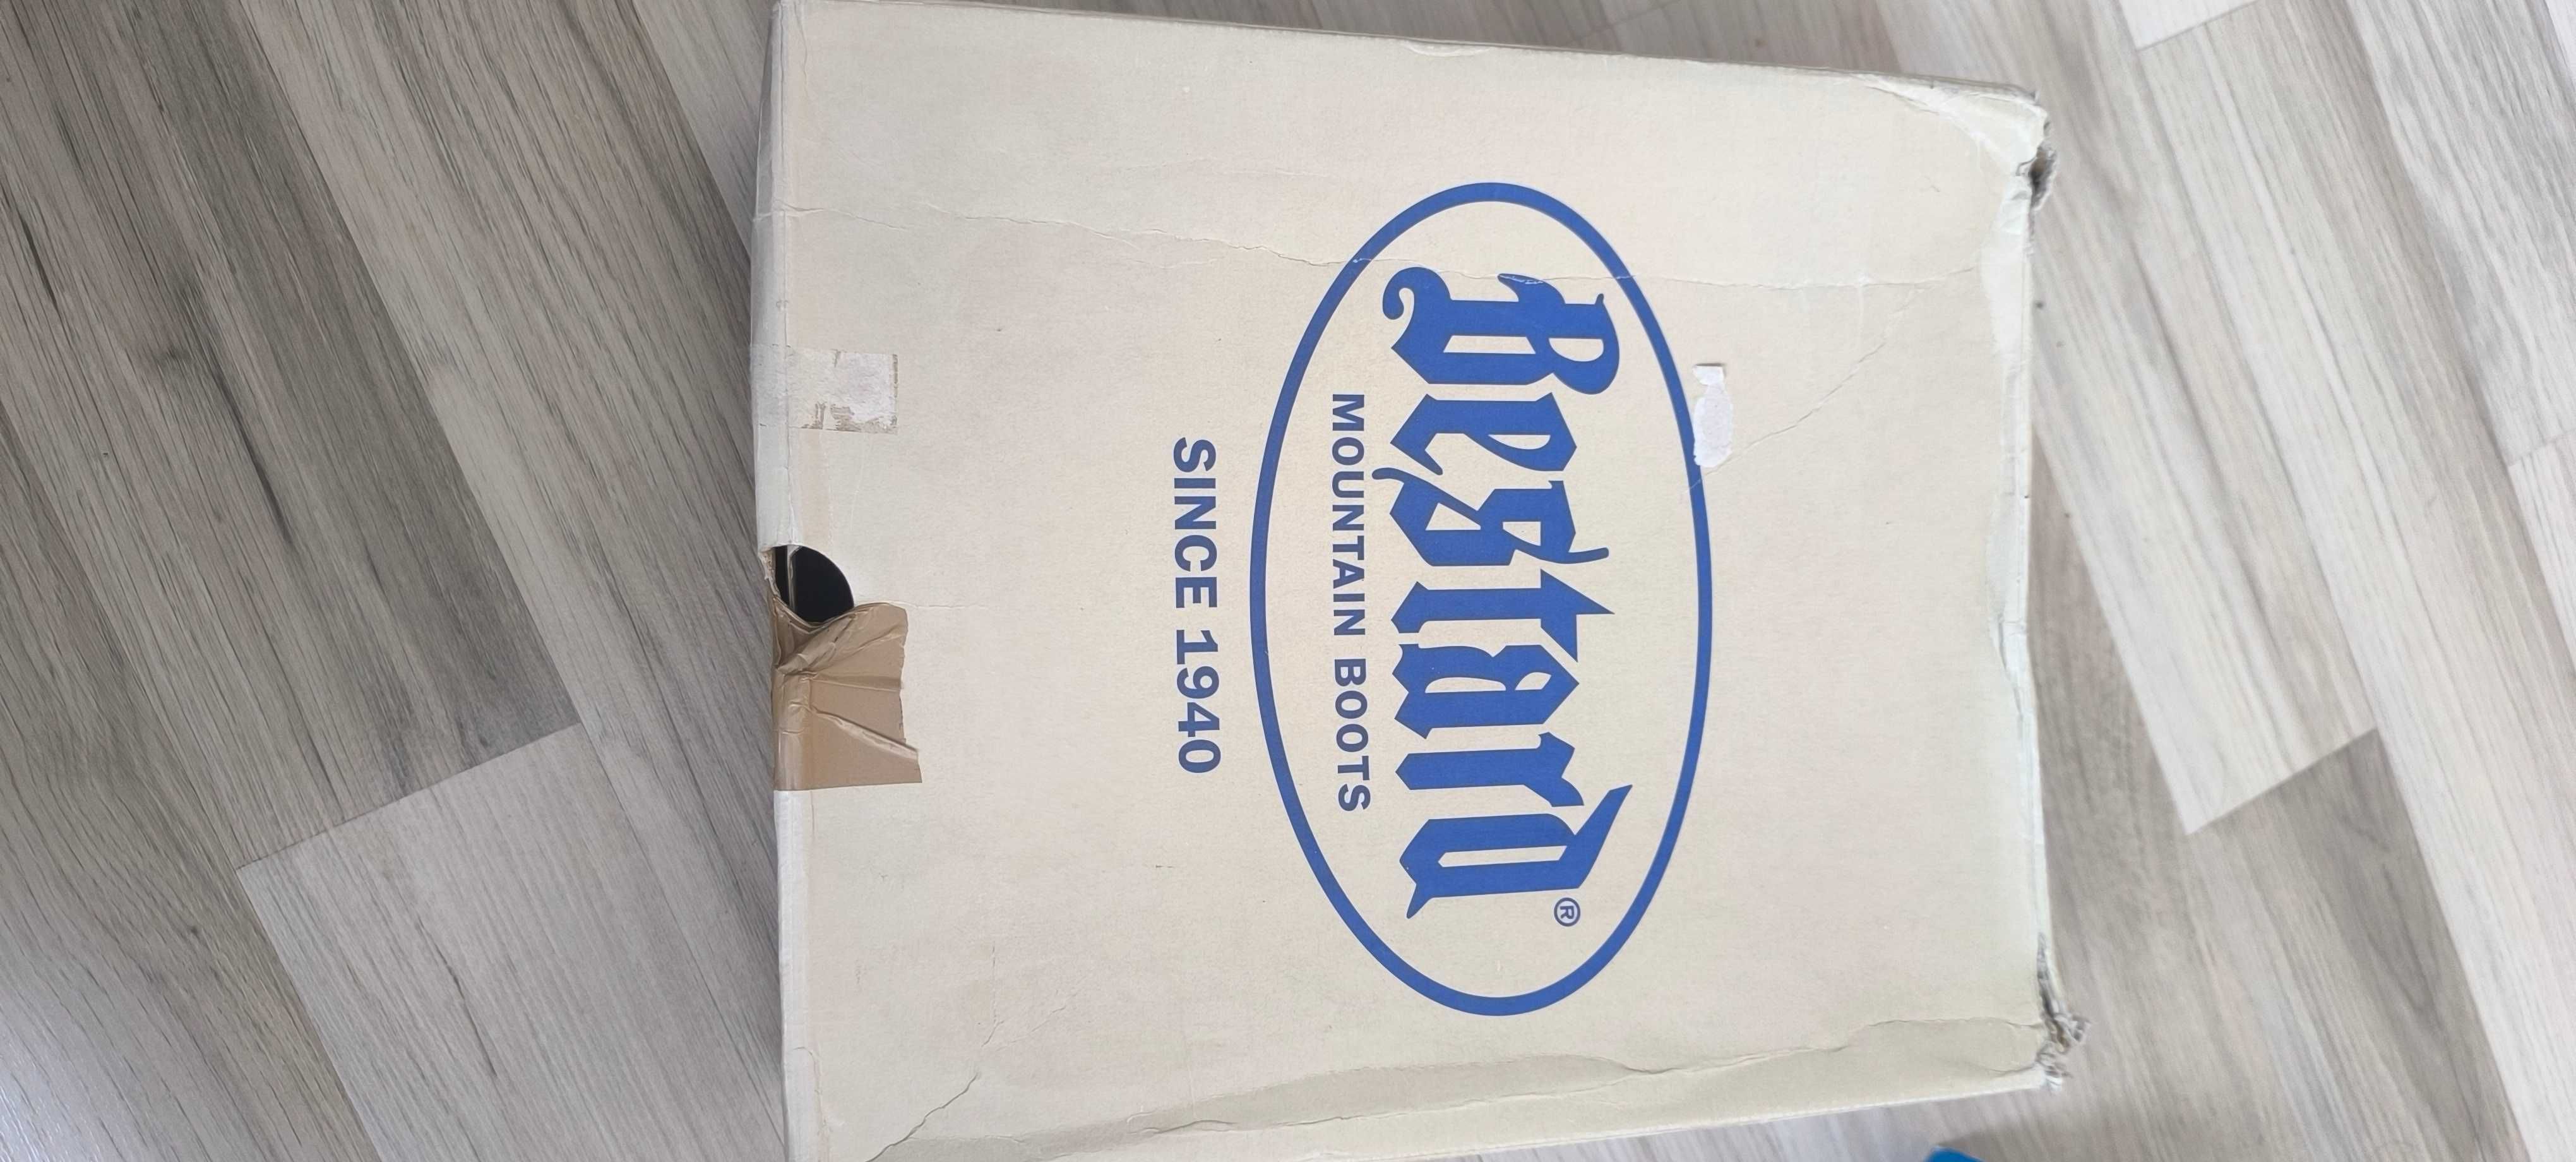 Bestard®
MOUNTAIN BOOTS
SINCE 1940